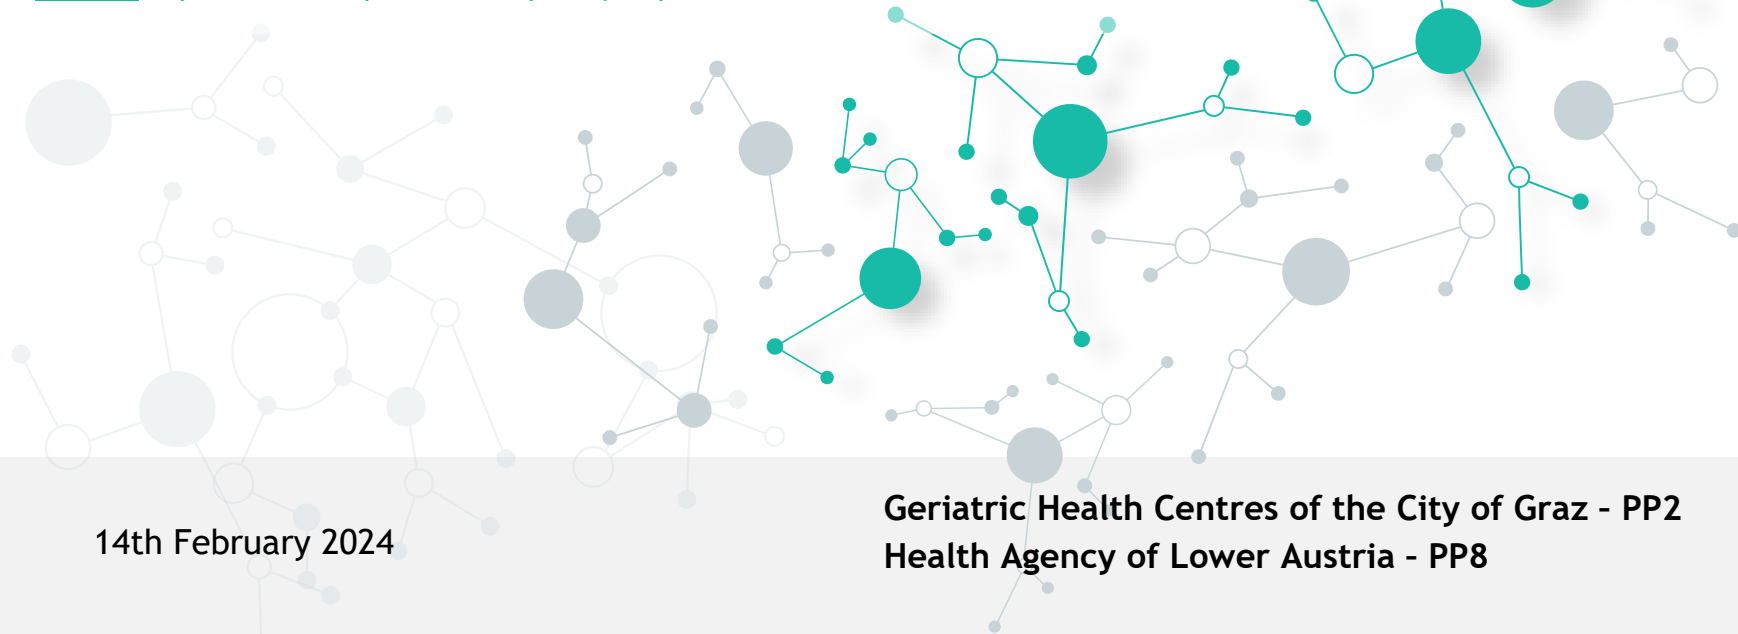 14th February 2024
Geriatric Health Centres of the City of Graz – PP2
Health Agency of Lower Austria – PP8